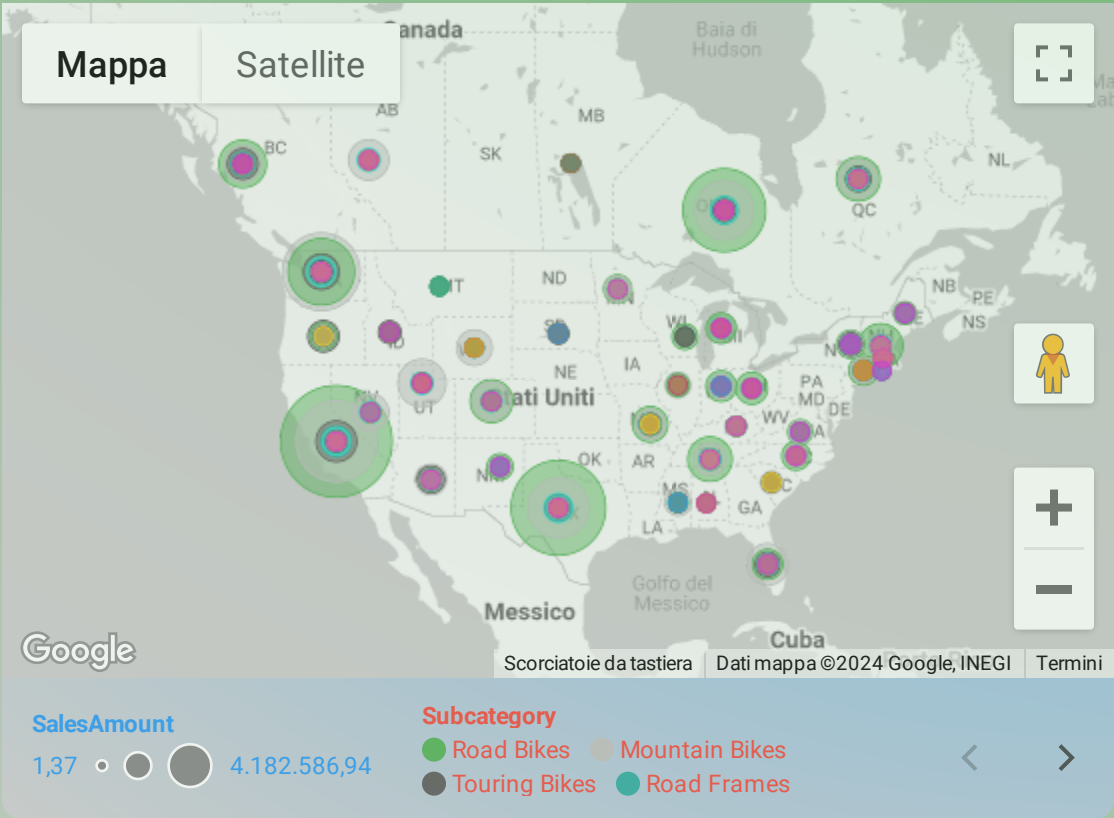 Canada
Baia di
Hudson
Mappa
Satellite
AB
MB
BC
SK
NL
QC
ND
NB
PE
NS
WI
NE
IA
PA
MD
DE
Stati Uniti
UT
WV
OK
AR
MS
GA
LA
Golfo del
Messico
Messico
Cuba
Google
Scorciatoie da tastiera
Dati mappa ©2024 Google, INEGI
Termini
SalesAmount
1,37
4.182.586,94
Subcategory
Road Bikes
Mountain Bikes
Touring Bikes
Road Frames